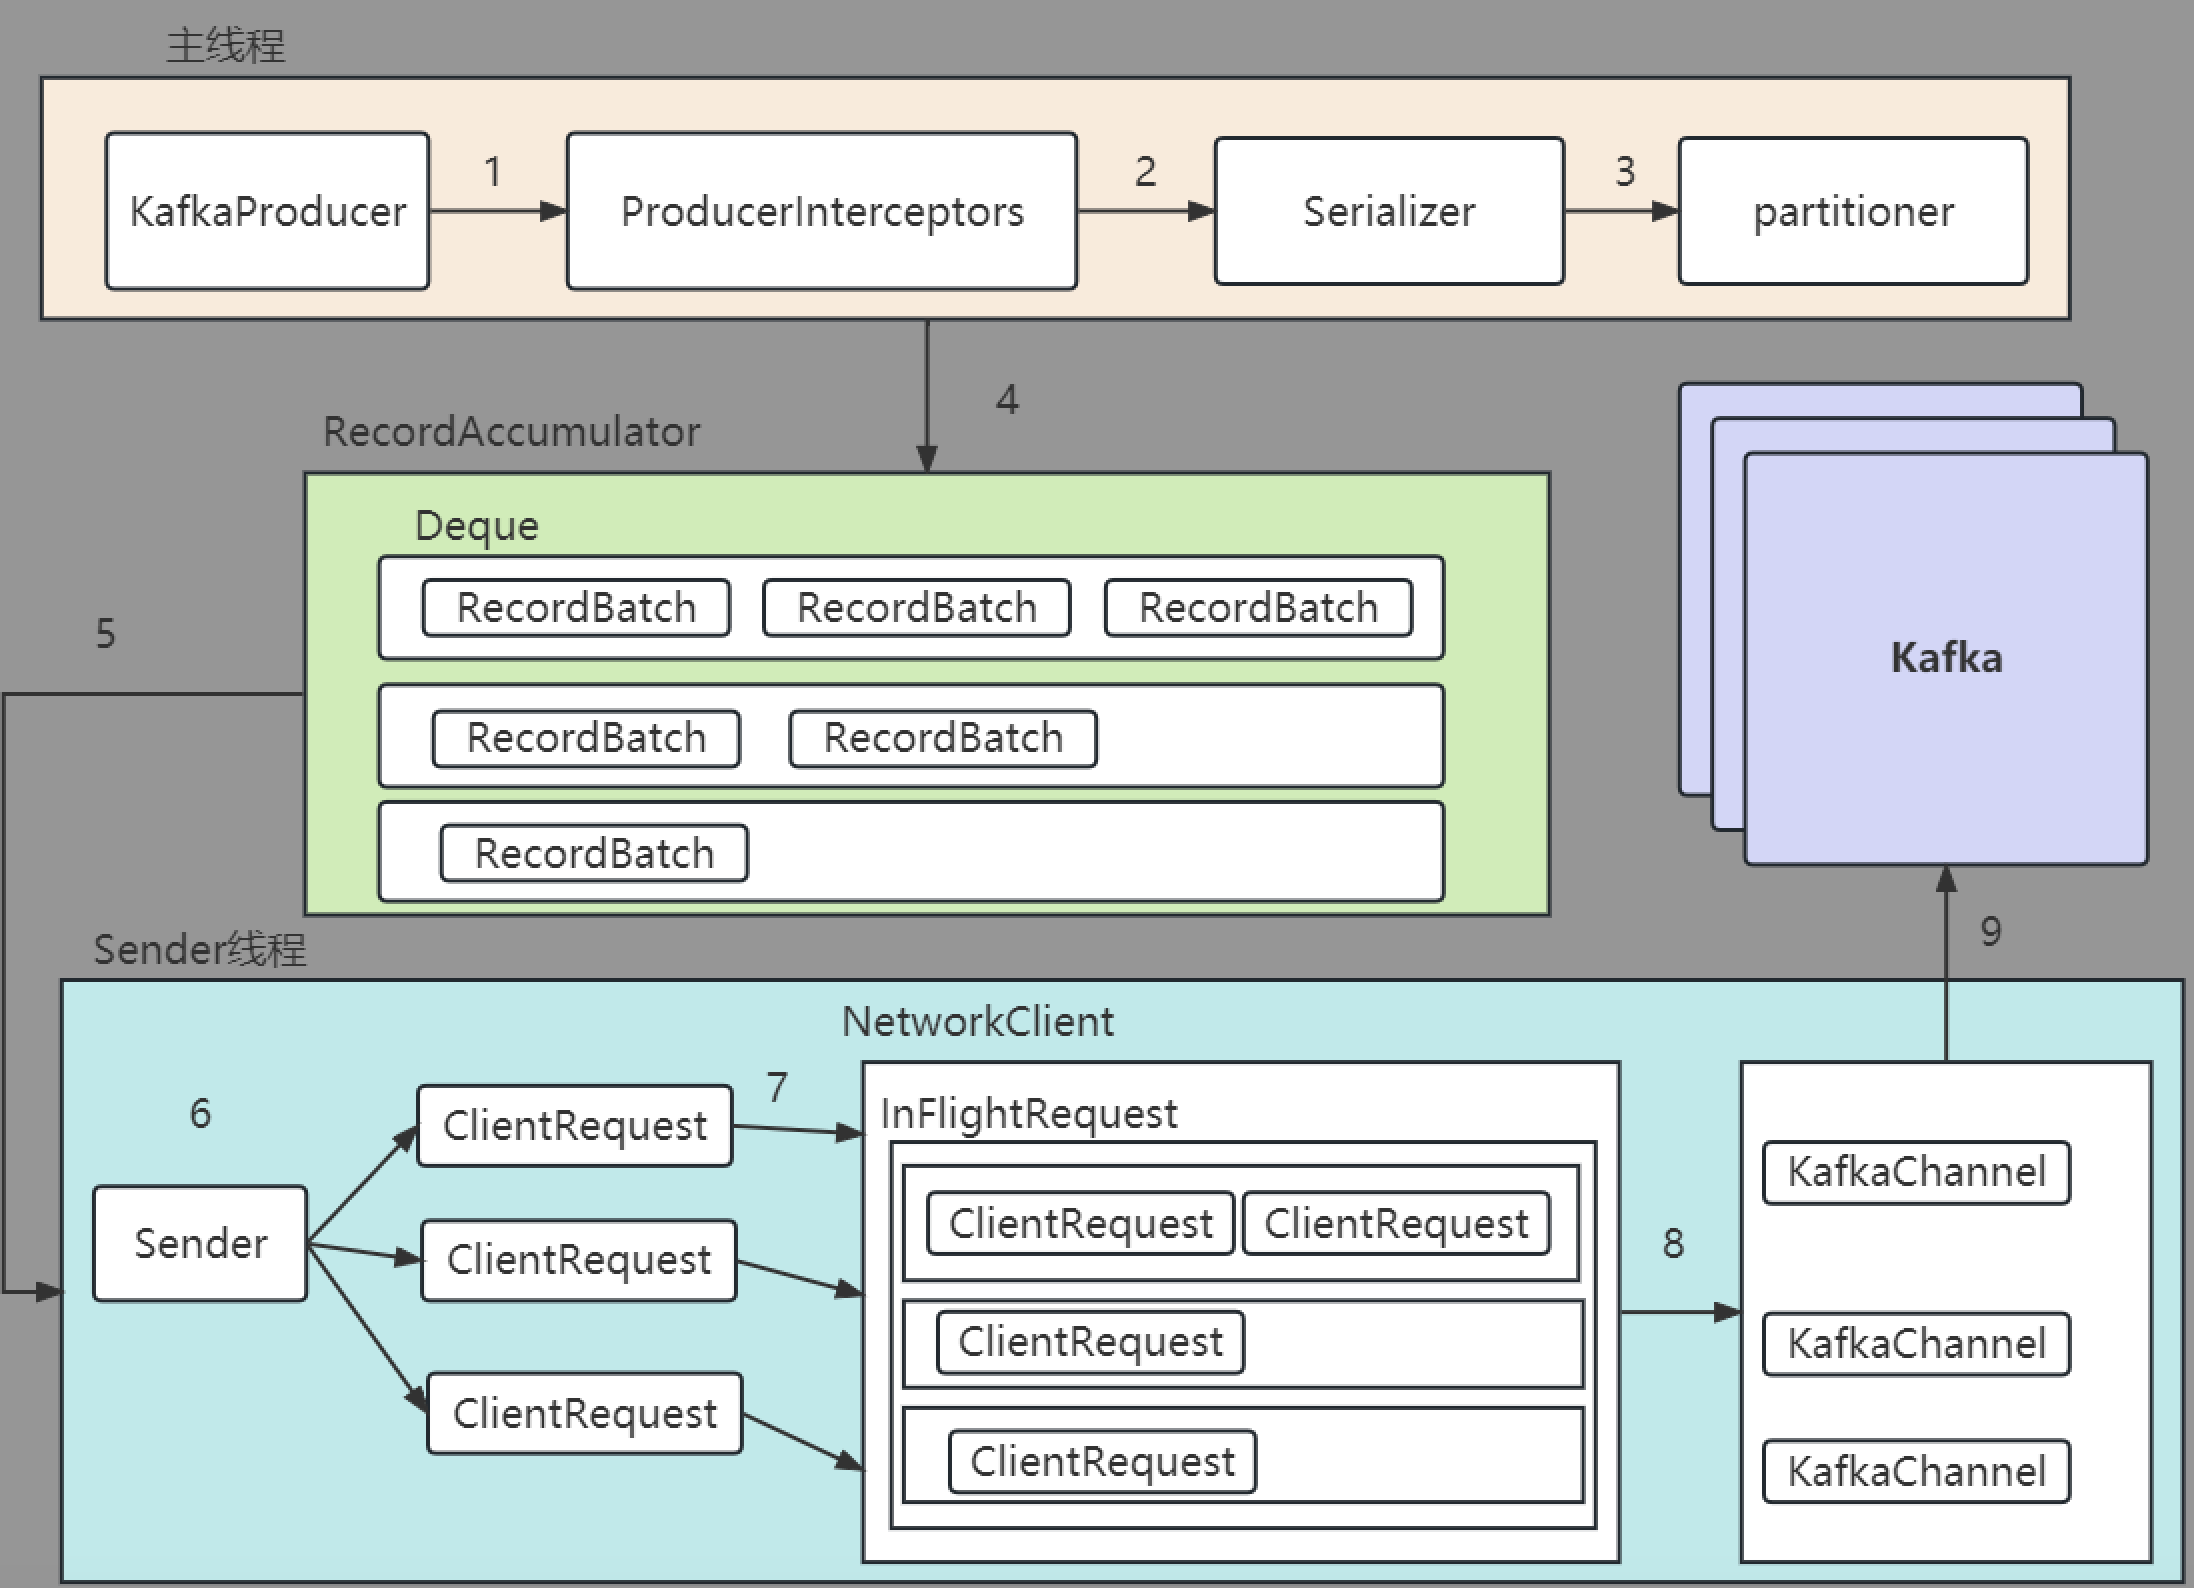 主线程
KafkaProducer
1
ProducerInterceptors
2
Serializer
3
partitioner
4
RecordAccumulator
Deque
RecordBatch
RecordBatch
RecordBatch
RecordBatch
RecordBatch
RecordBatch
Kafka
5
Sender线程
NetworkClient
6
Sender
ClientRequest
ClientRequest
ClientRequest
7
InFlightRequest
ClientRequest
ClientRequest
ClientRequest
ClientRequest
8
KafkaChannel
KafkaChannel
KafkaChannel
9